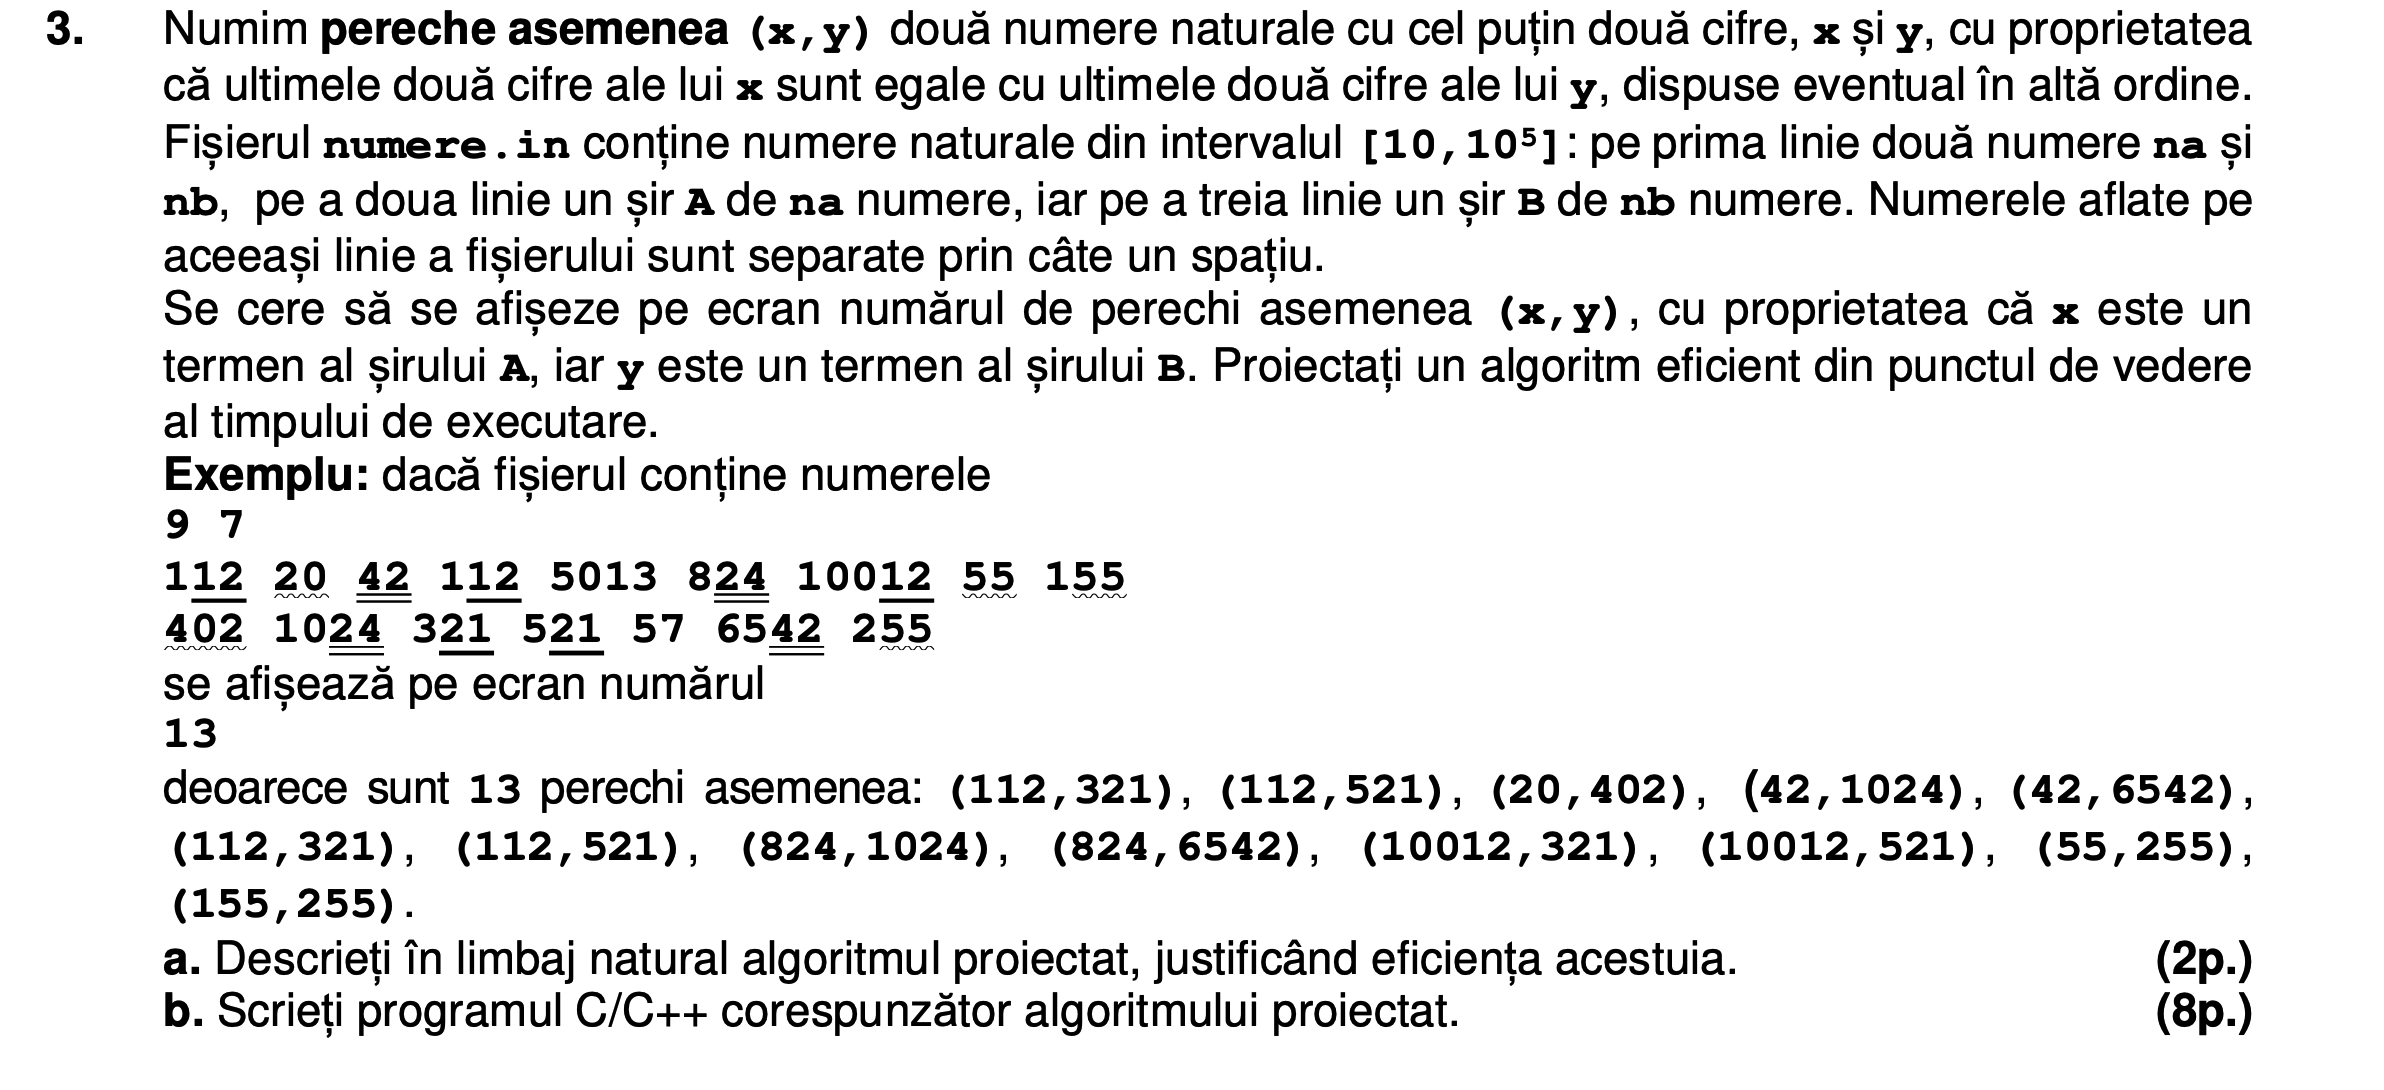 3. Numim pereche asemenea (x,y) două numere naturale cu cel puțin două cifre, x și y, cu proprietatea
că ultimele două cifre ale lui x sunt egale cu ultimele două cifre ale lui y, dispuse eventual în altă ordine.
Fișierul numere.in conține numere naturale din intervalul [10,10⁵]: pe prima linie două numere na și
nb, pe a doua linie un șir A de na numere, iar pe a treia linie un șir B de nb numere. Numerele aflate pe
aceeași linie a fișierului sunt separate prin câte un spațiu.
Se cere să se afișeze pe ecran numărul de perechi asemenea (x,y), cu proprietatea că x este un
termen al șirului A, iar y este un termen al șirului B. Proiectați un algoritm eficient din punctul de vedere
al timpului de executare.
Exemplu: dacă fișierul conține numerele
9 7
112 20 42 112 5013 824 10012 55 155
402 1024 321 521 57 6542 255
se afișează pe ecran numărul
13
deoarece sunt 13 perechi asemenea: (112,321), (112,521), (20,402), (42,1024), (42,6542),
(112,321), (112,521), (824,1024), (824,6542), (10012,321), (10012,521), (55,255),
(155,255).
a. Descrieți în limbaj natural algoritmul proiectat, justificând eficiența acestuia. (2p.)
b. Scrieți programul C/C++ corespunzător algoritmului proiectat. (8p.)